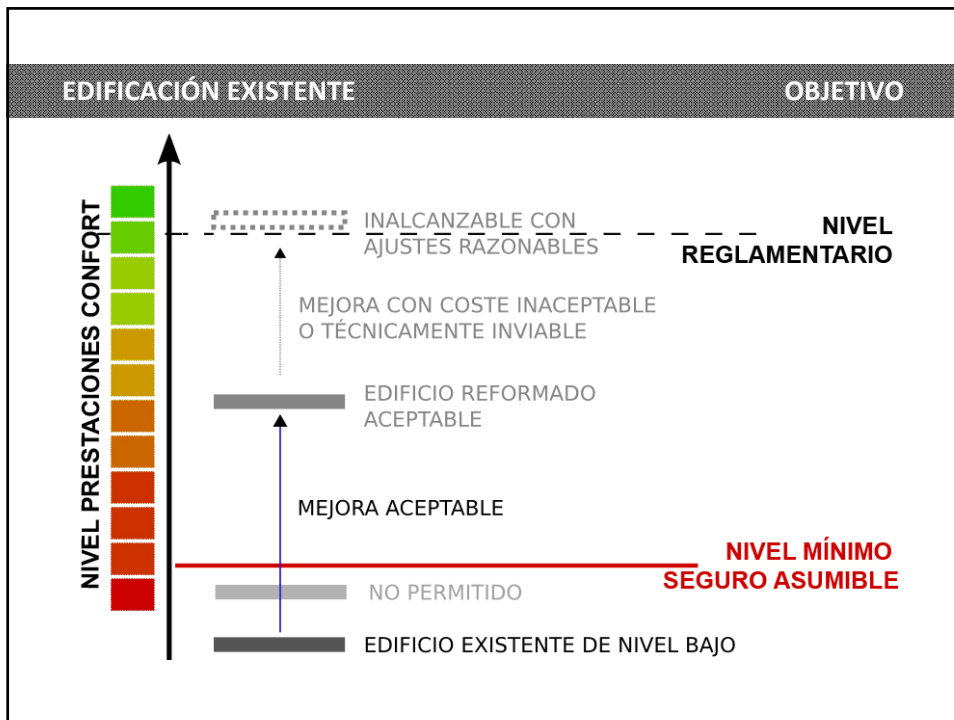 EDIFICACIÓN EXISTENTE
OBJETIVO
NIVEL PRESTACIONES CONFORT
INALCANZABLE CON
AJUSTES RAZONABLES
NIVEL
REGLAMENTARIO
MEJORA CON COSTE INACEPTABLE
O TÉCNICAMENTE INVIABLE
EDIFICIO REFORMADO
ACEPTABLE
MEJORA ACEPTABLE
NIVEL MÍNIMO
SEGURO ASUMIBLE
NO PERMITIDO
EDIFICIO EXISTENTE DE NIVEL BAJO